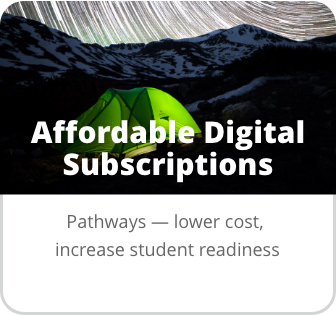 Affordable Digital
Subscriptions
Pathways — lower cost,
increase student readiness